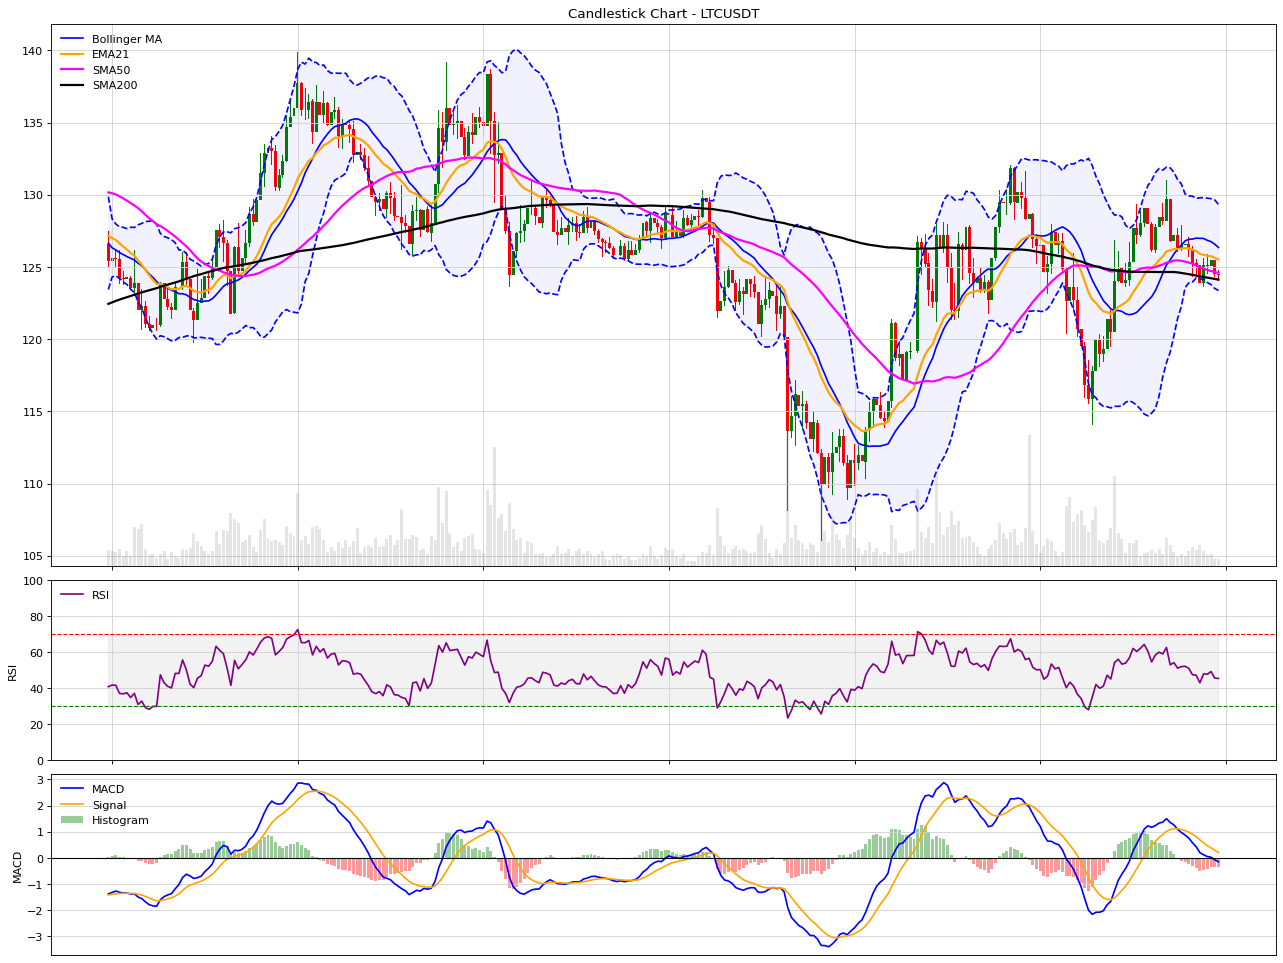 Candlestick Chart - LTCUSDT
Bollinger MA
EMA21
SMA50
SMA200
140
135
130
125
120
115
110
105
RSI
RSI
100
80
60
40
20
0
MACD
Signal
Histogram
MACD
3
2
1
0
−1
−2
−3